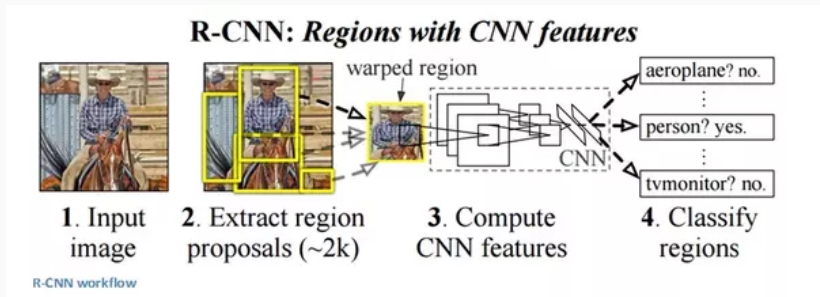 R-CNN: Regions with CNN features
warped region
aeroplane? no.
person? yes.
CNN
tvmonitor? no.
1. Input
image
2. Extract region
proposals (~2k)
3. Compute
CNN features
4. Classify
regions
R-CNN workflow